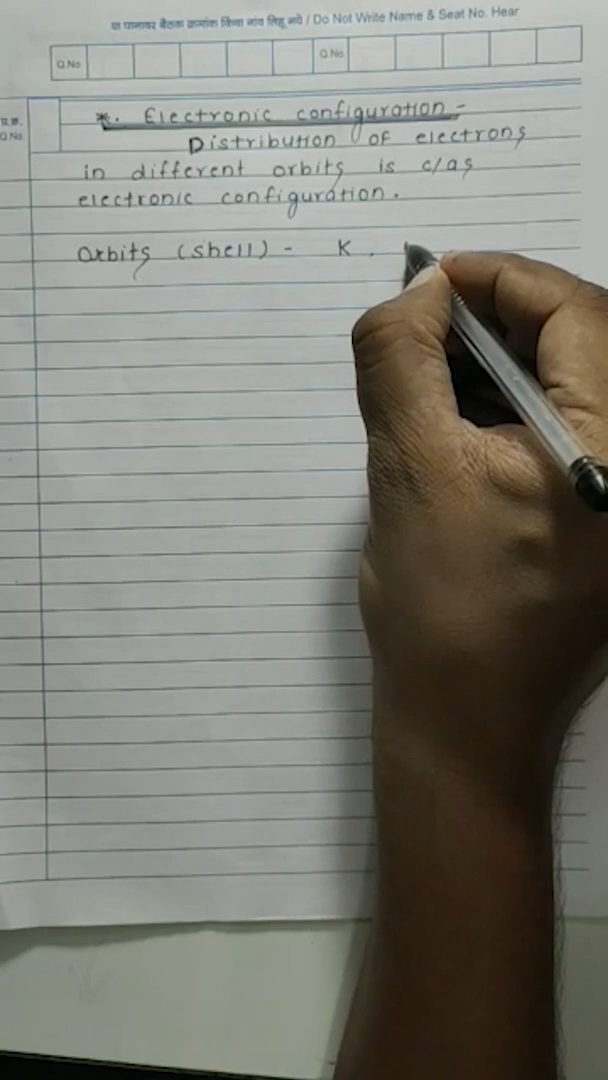 या पानावर बैठक क्रमांक किंवा नांव लिहू नये / Do Not Write Name & Seat No. Hear
Q.No
Q.No
प्र.क्र.
Q No.
*. Electronic configuration -
Distribution of electrons
in different orbits is c/as
electronic configuration.
Orbits (shell) - K,